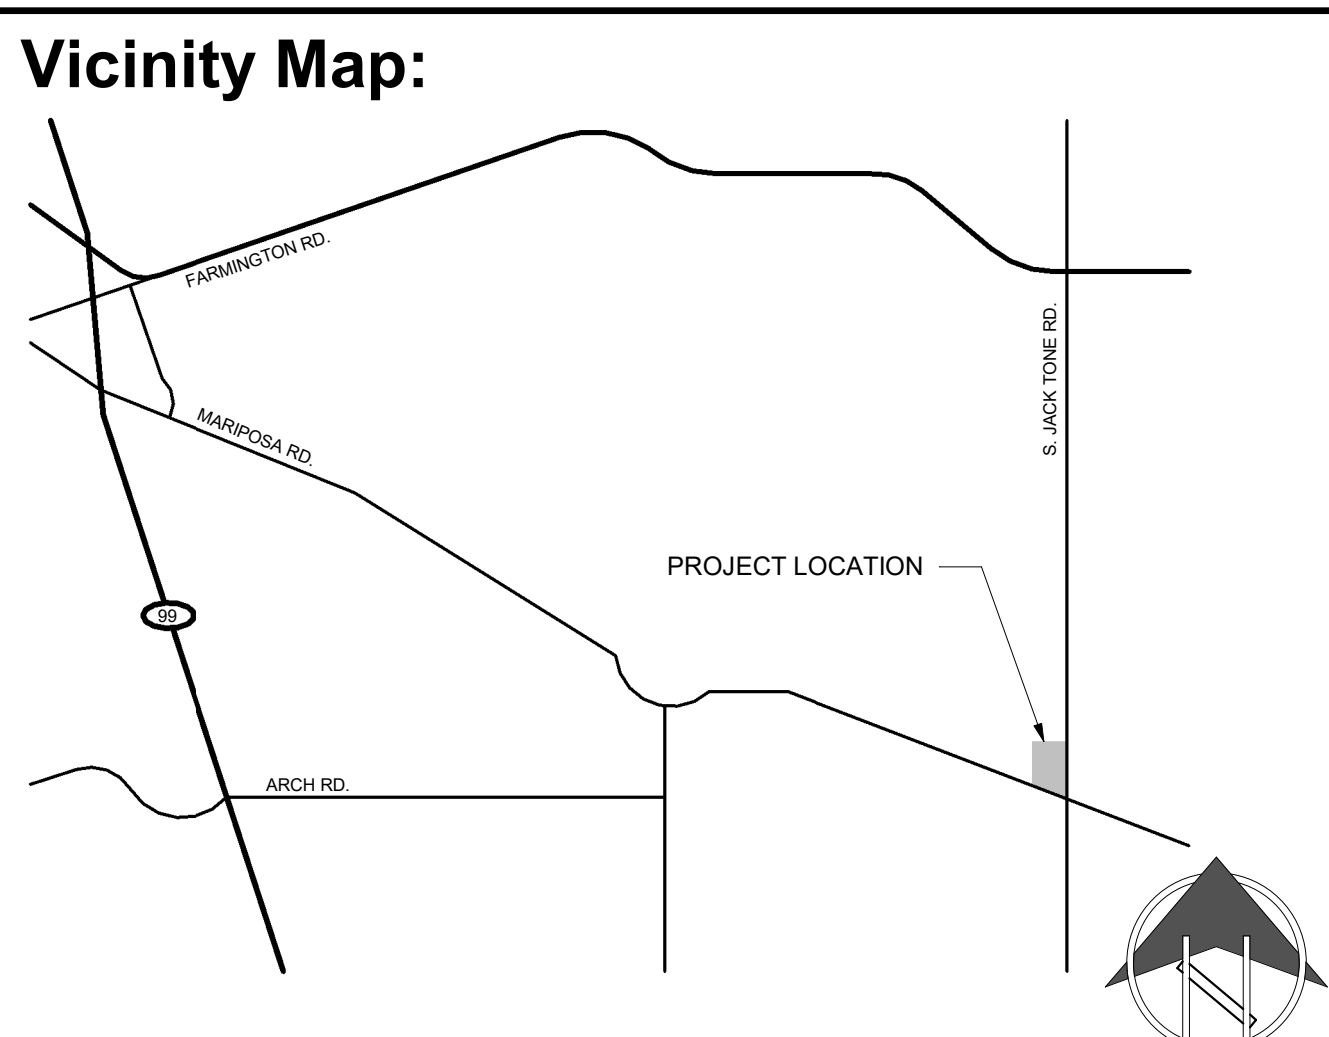 Vicinity Map:
FARMINGTON RD.
S. JACK TONE RD.
MARIPOSA RD.
PROJECT LOCATION
99
ARCH RD.
N